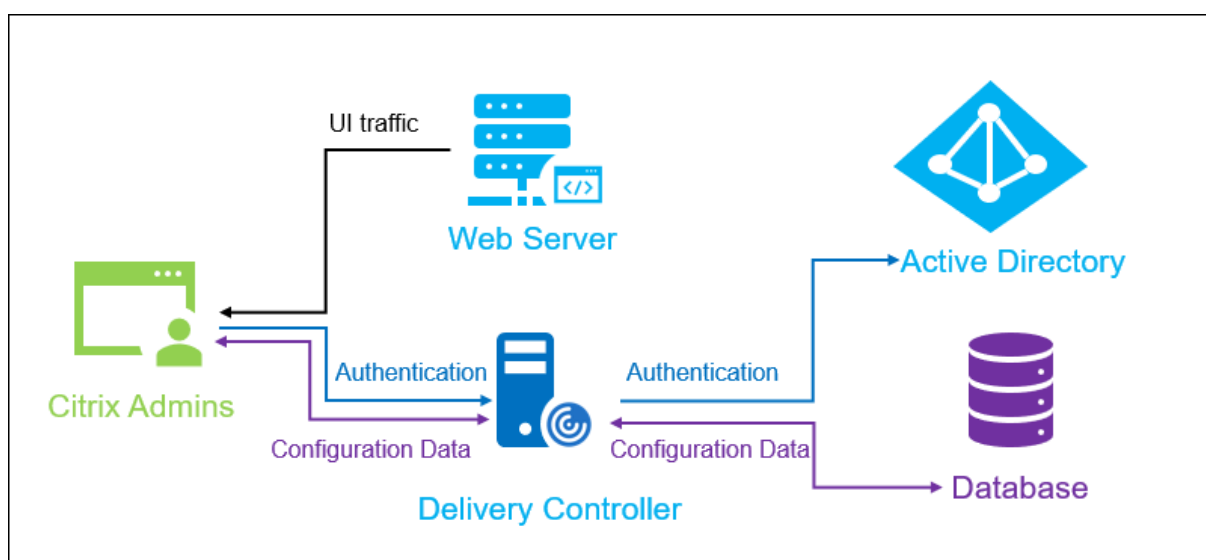 UI traffic
</>
Web Server
Active Directory
Authentication
Authentication
Citrix Admins
Configuration Data
Configuration Data
Database
Delivery Controller